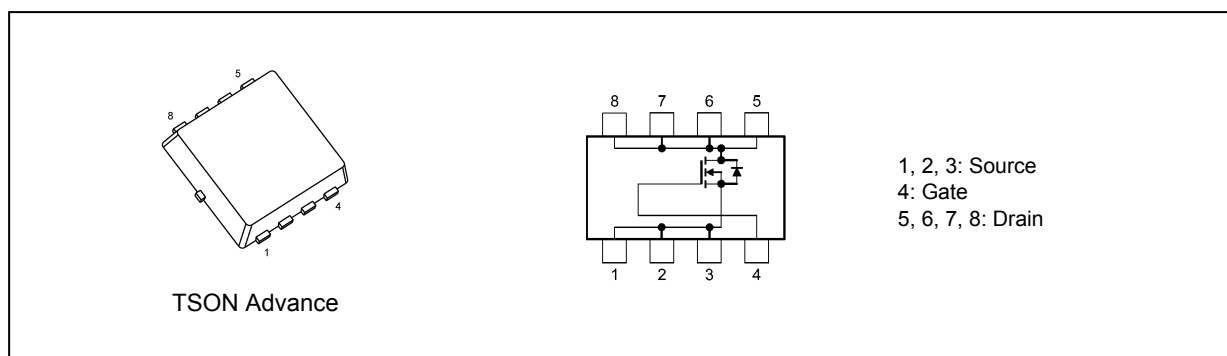 5
8
4
1
TSON Advance
8 7 6 5
1 2 3 4
1, 2, 3: Source
4: Gate
5, 6, 7, 8: Drain